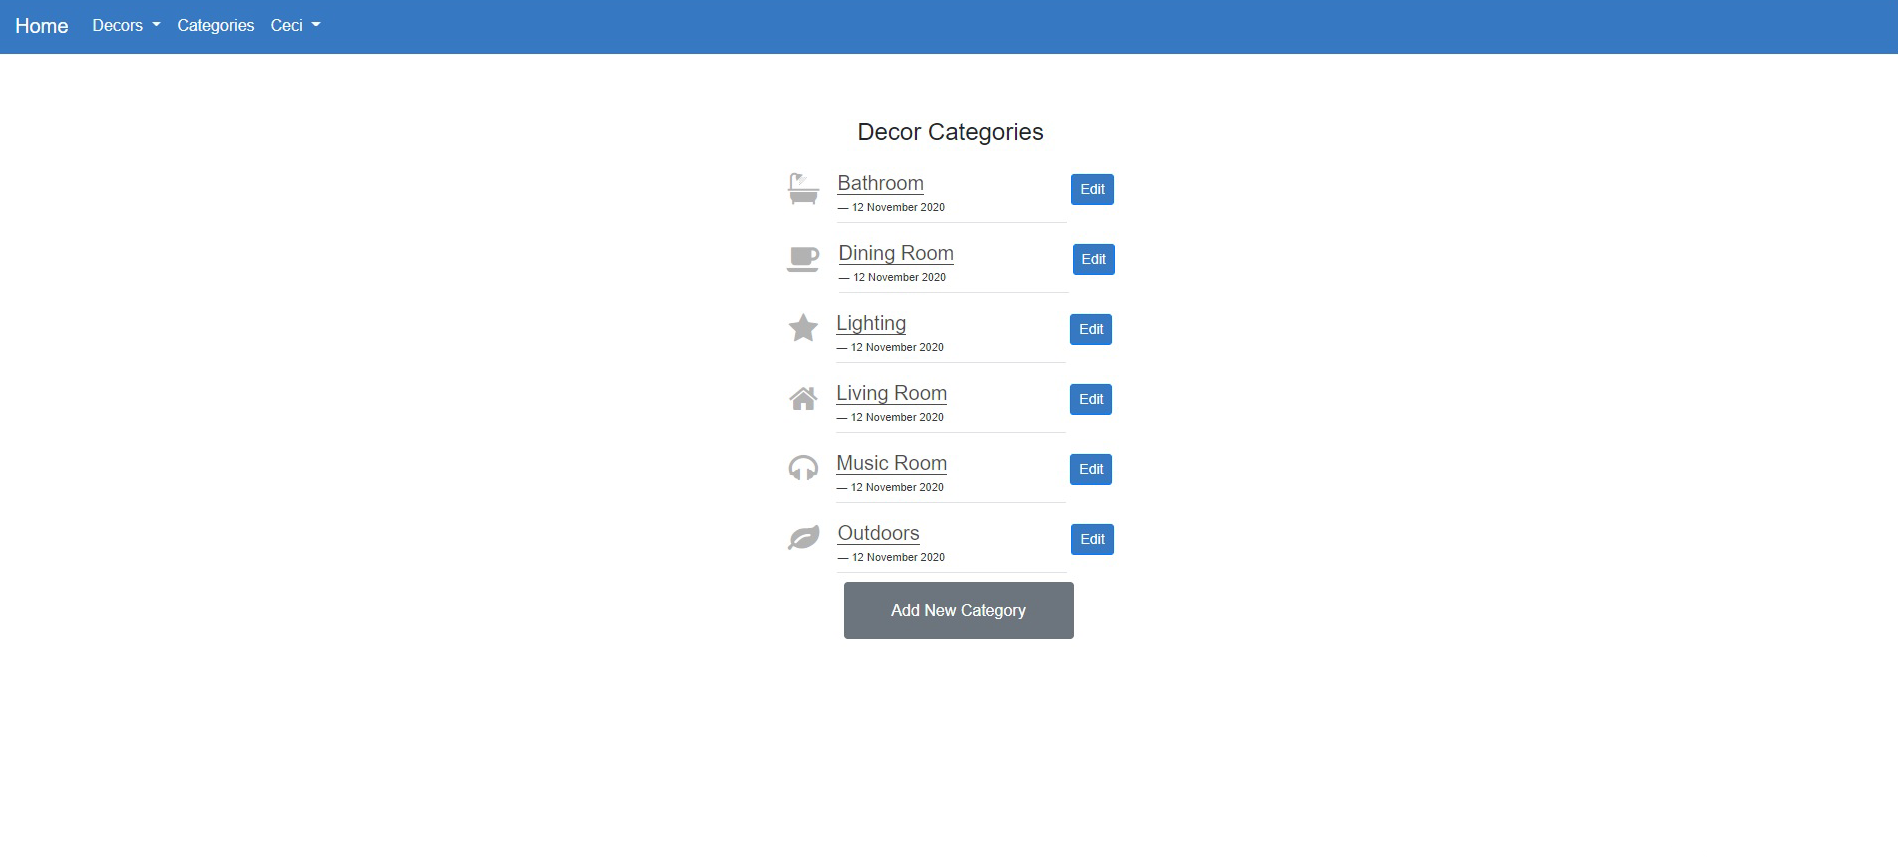 Home Decors Categories Ceci
Decor Categories
Bathroom
Edit
— 12 November 2020
Dining Room
Edit
— 12 November 2020
Lighting
Edit
— 12 November 2020
Living Room
Edit
— 12 November 2020
Music Room
Edit
— 12 November 2020
Outdoors
Edit
— 12 November 2020
Add New Category